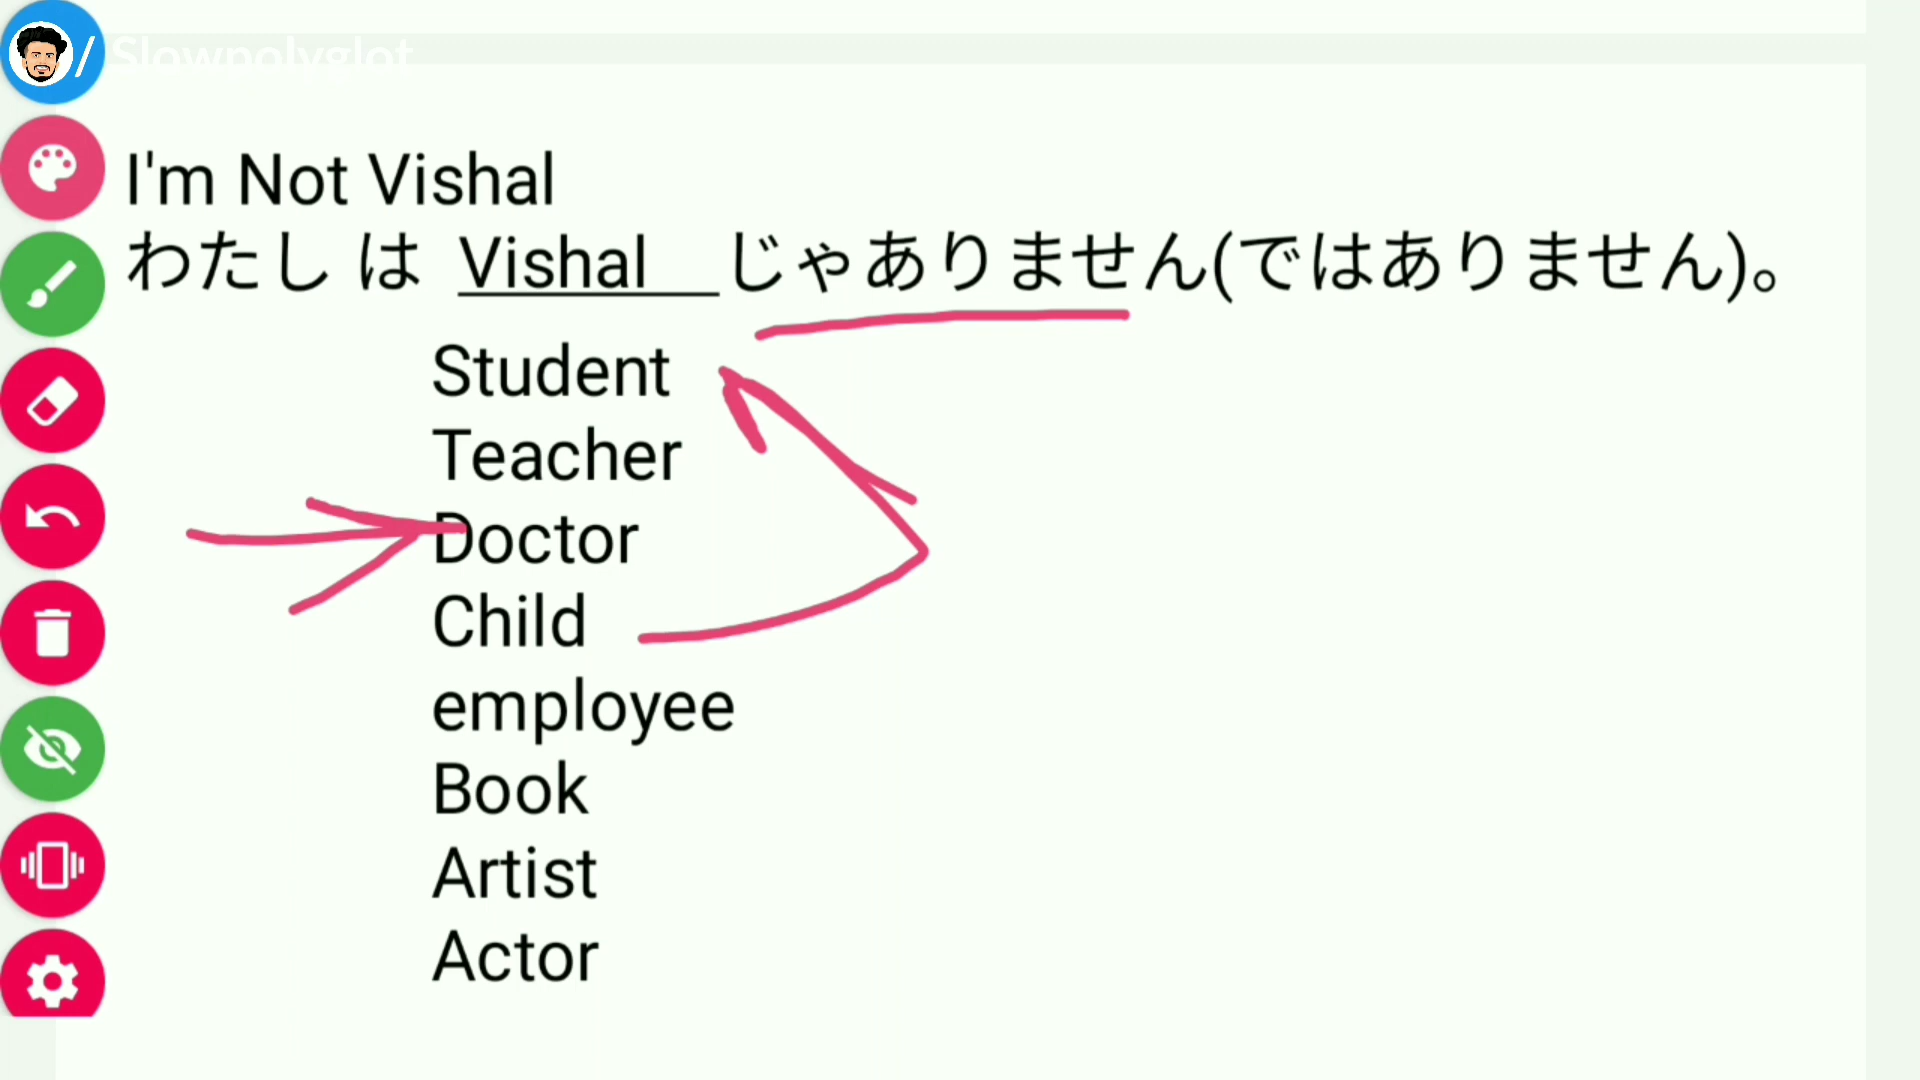 / Slowpolyglot
I'm Not Vishal
わたし は Vishal じゃありません(ではありません)。
Student
Teacher
Doctor
Child
employee
Book
Artist
Actor